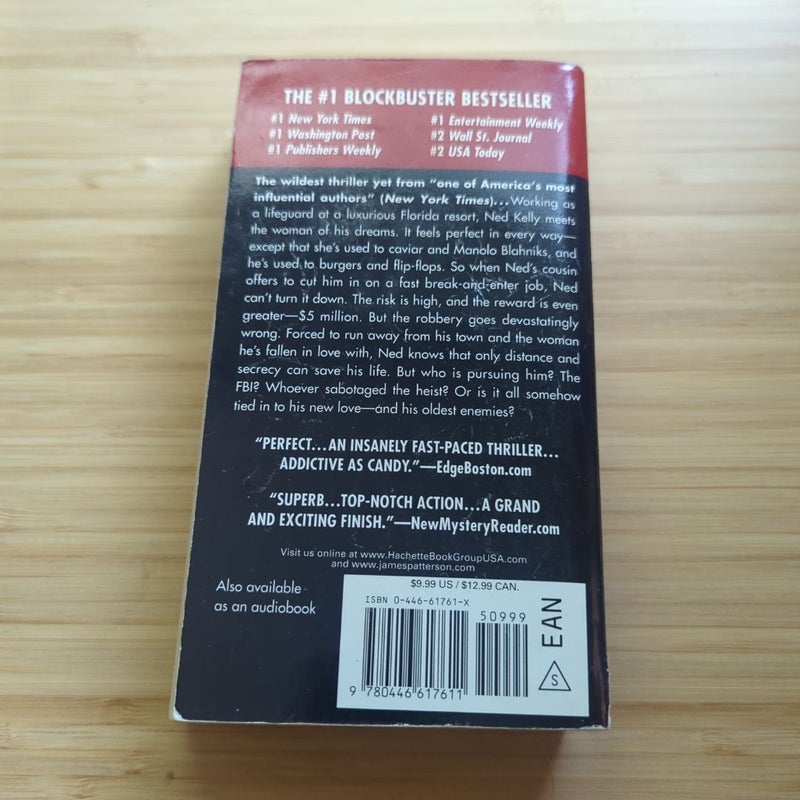 THE #1 BLOCKBUSTER BESTSELLER
#1 New York Times
#1 Washington Post
#1 Publishers Weekly
#1 Entertainment Weekly
#2 Wall St. Journal
#2 USA Today
The wildest thriller yet from "one of America's most
influential authors" (New York Times)...Working as
a lifeguard at a luxurious Florida resort, Ned Kelly meets
the woman of his dreams. It feels perfect in every way—
except that she's used to caviar and Manolo Blahniks, and
he's used to burgers and flip-flops. So when Ned's cousin
offers to cut him in on a fast break-and-enter job, Ned
can't turn it down. The risk is high, and the reward is even
greater—$5 million. But the robbery goes devastatingly
wrong. Forced to run away from his town and the woman
he's fallen in love with, Ned knows that only distance and
secrecy can save his life. But who is pursuing him? The
FBI? Whoever sabotaged the heist? Or is it all somehow
tied in to his new love—and his oldest enemies?
"PERFECT...AN INSANELY FAST-PACED THRILLER...
ADDICTIVE AS CANDY."—EdgeBoston.com
"SUPERB...TOP-NOTCH ACTION...A GRAND
AND EXCITING FINISH."—NewMysteryReader.com
Visit us online at www.HachetteBookGroupUSA.com
and www.jamespatterson.com
Also available
as an audiobook
$9.99 US / $12.99 CAN.
ISBN 0-446-61761-X
50999
9 780446 617611
EAN
S